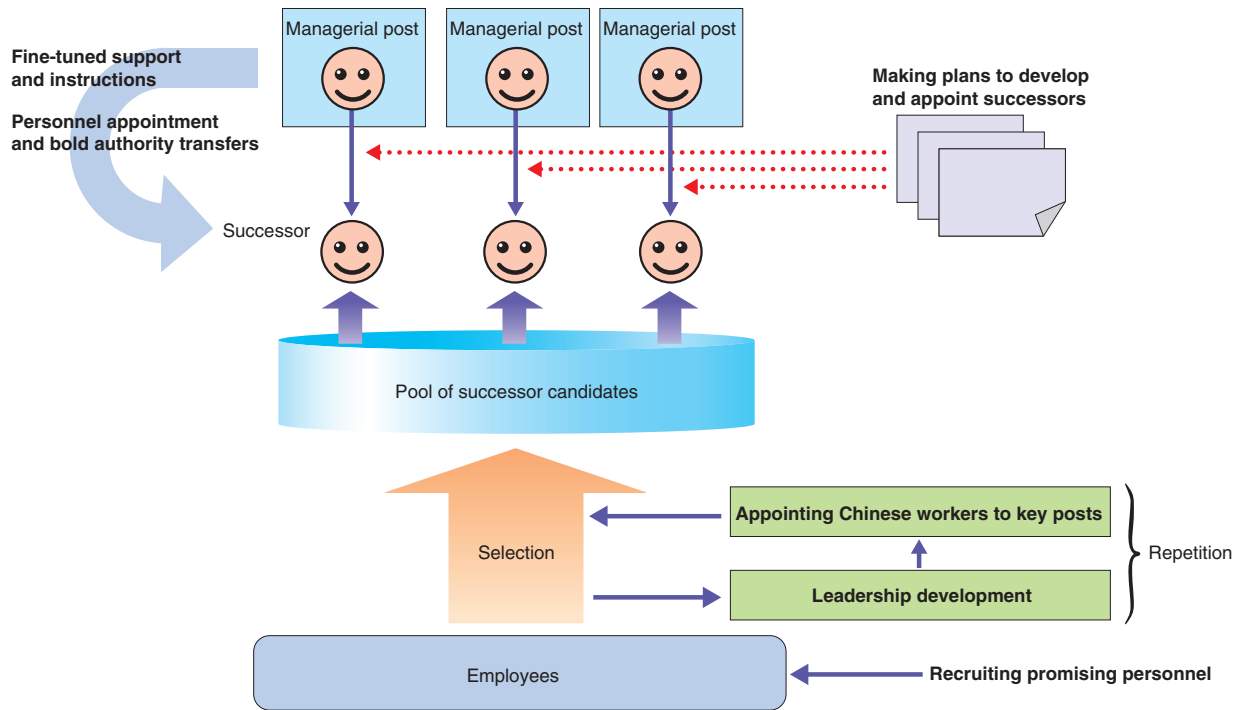 Managerial post
Managerial post
Managerial post
Fine-tuned support
and instructions
Personnel appointment
and bold authority transfers
Making plans to develop
and appoint successors
Successor
Pool of successor candidates
Appointing Chinese workers to key posts
Selection
Repetition
Leadership development
Employees
Recruiting promising personnel